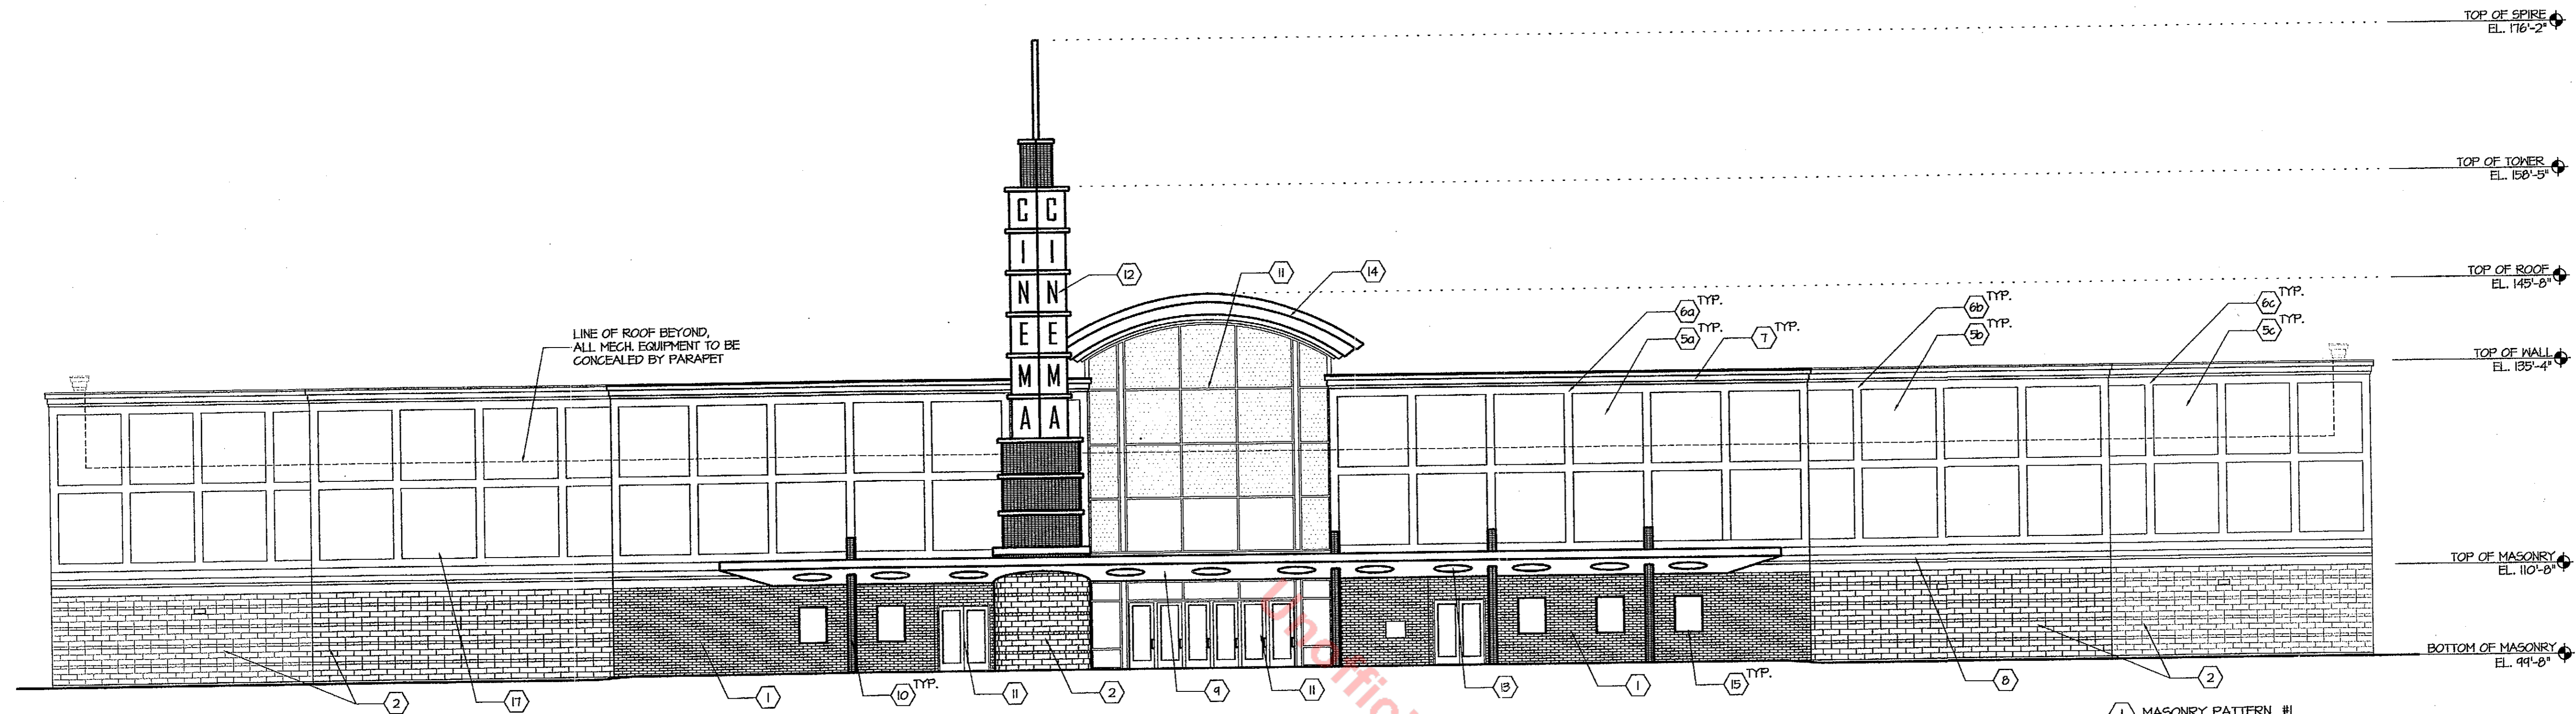 TOP OF SPIRE
EL. 176'-2"
TOP OF TOWER
EL. 158'-5"
C C
I I
N N
E E
M M
A A
12
11
14
TOP OF ROOF
EL. 145'-8"
6a TYP.
5a TYP.
7 TYP.
6b TYP.
5b TYP.
6c TYP.
5c TYP.
LINE OF ROOF BEYOND,
ALL MECH. EQUIPMENT TO BE
CONCEALED BY PARAPET
TOP OF WALL
EL. 135'-4"
TOP OF MASONRY
EL. 110'-8"
BOTTOM OF MASONRY
EL. 99'-8"
2
17
1
10 TYP.
11
2
9
11
13
1
15 TYP.
8
2
1 MASONRY PATTERN #1